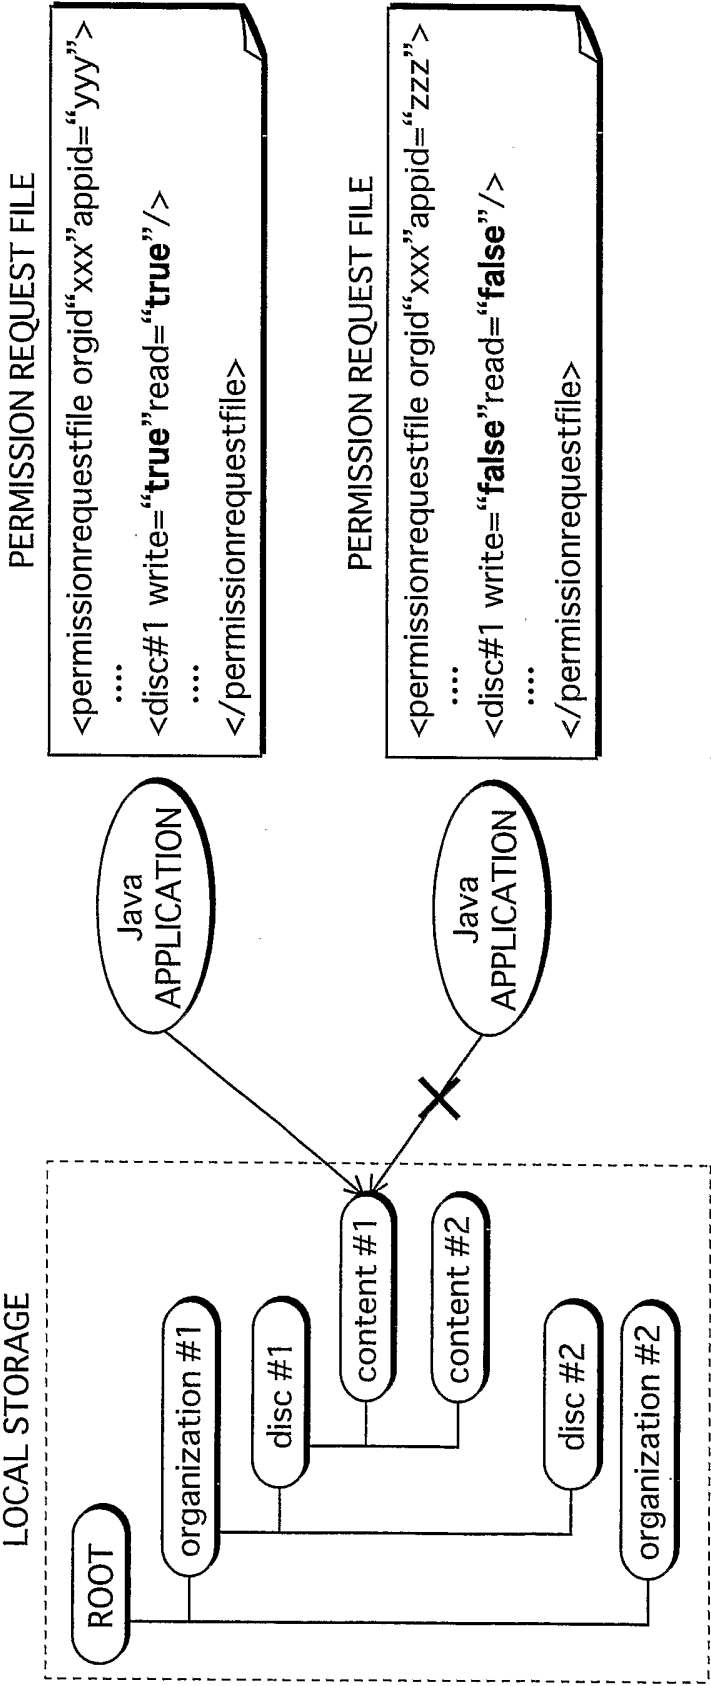 LOCAL STORAGE
ROOT
organization #1
disc #1
content #1
content #2
disc #2
organization #2
Java
APPLICATION
PERMISSION REQUEST FILE
<permissionrequestfile orgid“xxx”appid=“yyy”>
....
<disc#1 write=“true”read=“true”/>
....
</permissionrequestfile>
Java
APPLICATION
PERMISSION REQUEST FILE
<permissionrequestfile orgid“xxx”appid=“zzz”>
....
<disc#1 write=“false”read=“false”/>
....
</permissionrequestfile>